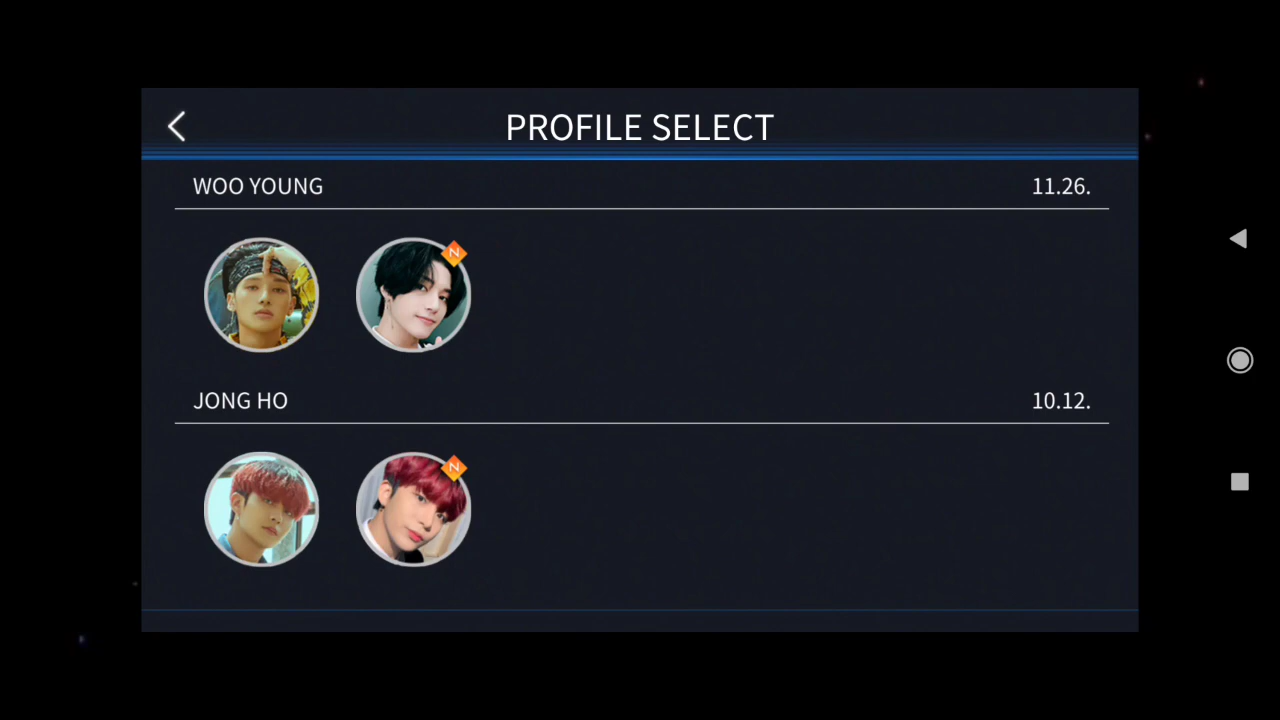 PROFILE SELECT
WOO YOUNG 11.26.
N
JONG HO 10.12.
N